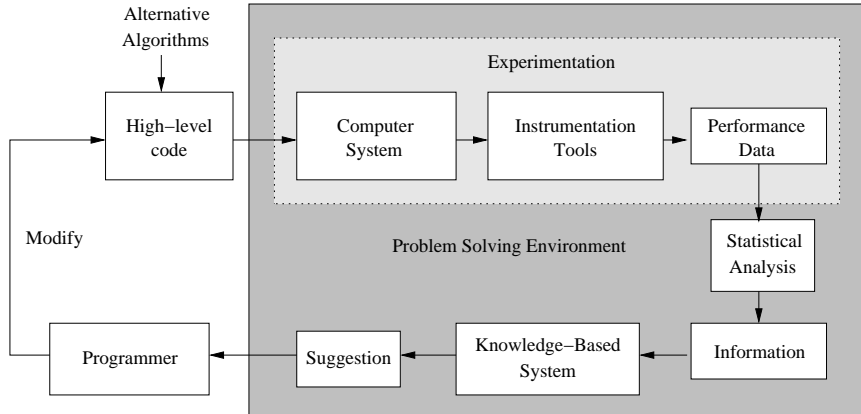 Alternative
Algorithms
Experimentation
High−level
code
Computer
System
Instrumentation
Tools
Performance
Data
Modify
Problem Solving Environment
Statistical
Analysis
Programmer
Suggestion
Knowledge−Based
System
Information